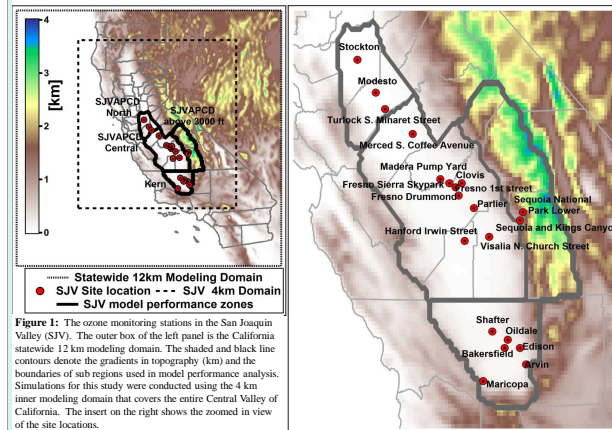 4
3
2
1
0
[km]
SJVAPCD
North
SJVAPCD
above 3000 ft
SJVAPCD
Central
Kern
Statewide 12km Modeling Domain
SJV Site location
SJV 4km Domain
SJV model performance zones
Figure 1: The ozone monitoring stations in the San Joaquin
Valley (SJV). The outer box of the left panel is the California
statewide 12 km modeling domain. The shaded and black line
contours denote the gradients in topography (km) and the
boundaries of sub regions used in model performance analysis.
Simulations for this study were conducted using the 4 km
inner modeling domain that covers the entire Central Valley of
California. The insert on the right shows the zoomed in view
of the site locations.
Stockton
Modesto
Turlock S. Minaret Street
Merced S. Coffee Avenue
Madera Pump Yard
Clovis
Fresno Sierra Skypark
Fresno 1st street
Fresno Drummond
Parlier
Sequoia National
Park Lower
Sequoia and Kings Canyo
Hanford Irwin Street
Visalia N. Church Street
Shafter
Oildale
Edison
Bakersfield
Arvin
Maricopa